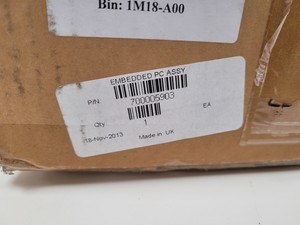 Bin: 1M18-A00
EMBEDDED PC ASSY
P/N 700005903 EA
Qty 1
18-Nov-2013 Made in UK